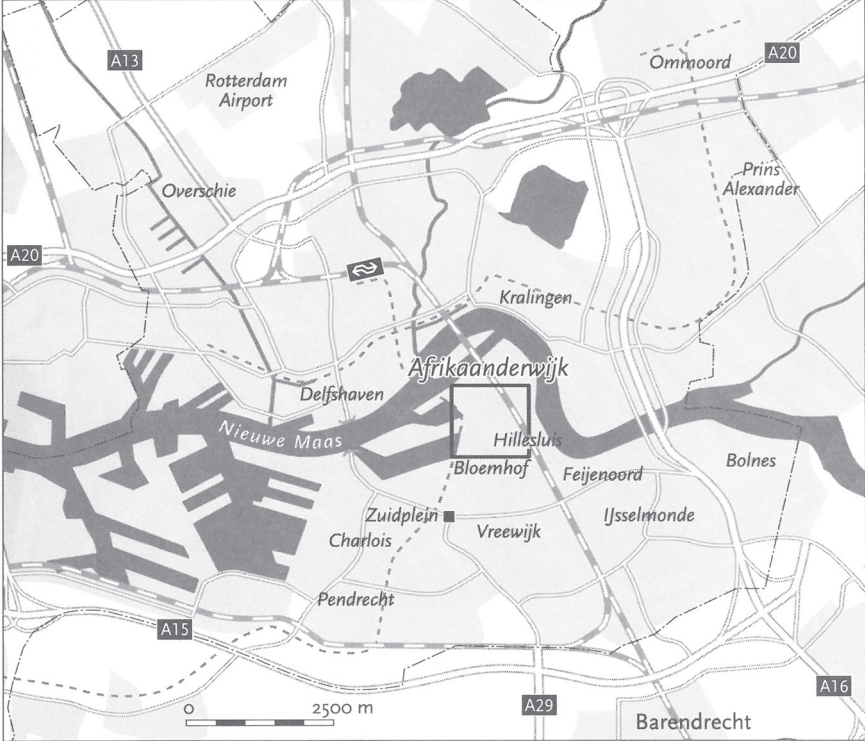 A13
A20
Ommoord
Rotterdam
Airport
Overschie
Prins
Alexander
A20
Kralingen
Afrikaanderwijk
Delfshaven
Nieuwe Maas
Hillesluis
Bloemhof
Feijenoord
Bolnes
Zuidplein
IJsselmonde
Vreewijk
Charlois
Pendrecht
A15
A16
0 2500 m
A29
Barendrecht